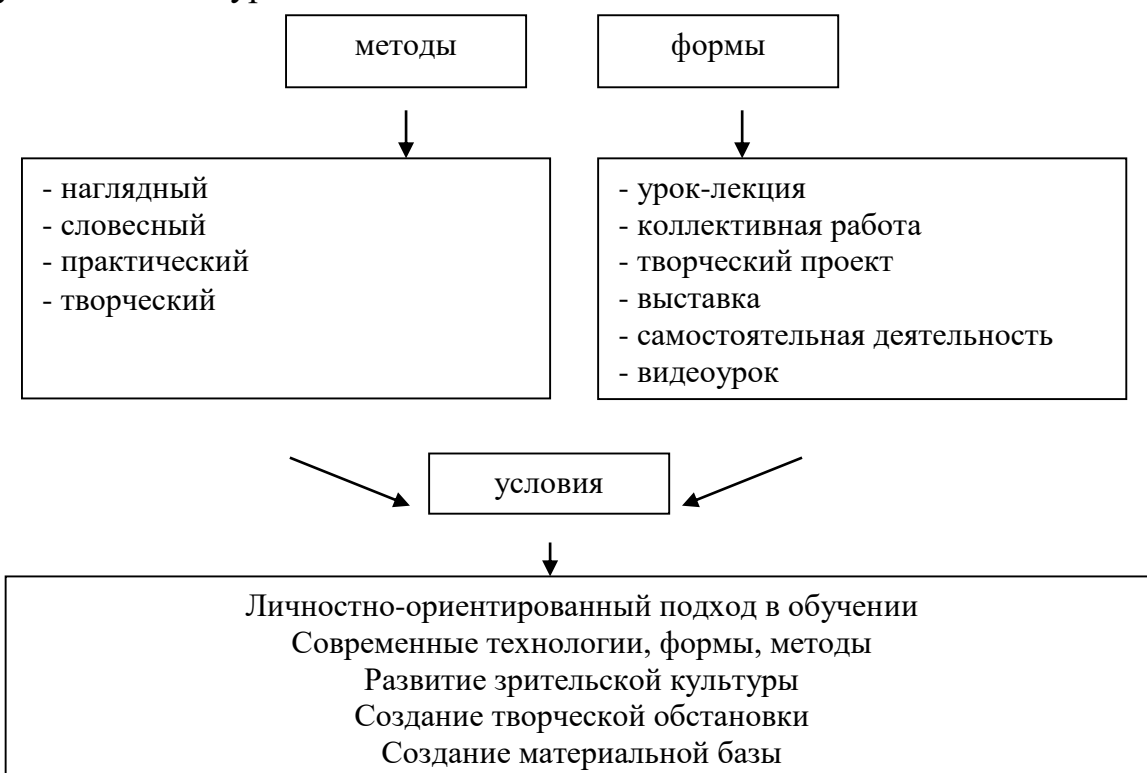 методы
формы
- наглядный
- словесный
- практический
- творческий
- урок-лекция
- коллективная работа
- творческий проект
- выставка
- самостоятельная деятельность
- видеоурок
условия
Личностно-ориентированный подход в обучении
Современные технологии, формы, методы
Развитие зрительской культуры
Создание творческой обстановки
Создание материальной базы